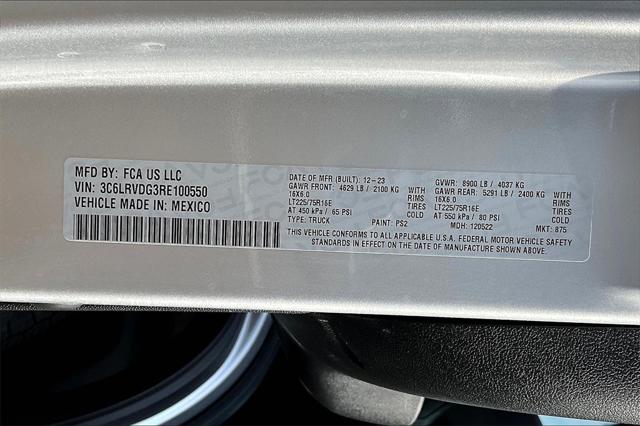 MFD BY: FCA US LLC
VIN: 3C6LRVDG3RE100550
VEHICLE MADE IN: MEXICO
DATE OF MFR (BUILT): 12-23
GAWR FRONT: 4629 LB / 2100 KG
16X6.0 WITH RIMS
LT225/75R16E TIRES
AT 450 kPa / 65 PSI COLD
TYPE: TRUCK PAINT: PS2
GVWR: 8900 LB / 4037 KG
GAWR REAR: 5291 LB / 2400 KG
16X6.0 WITH RIMS
LT225/75R16E TIRES
AT 550 kPa / 80 PSI COLD
MDH: 120522 MKT: 875
THIS VEHICLE CONFORMS TO ALL APPLICABLE U.S.A. FEDERAL MOTOR VEHICLE SAFETY
STANDARDS IN EFFECT ON THE DATE OF MANUFACTURE SHOWN ABOVE.